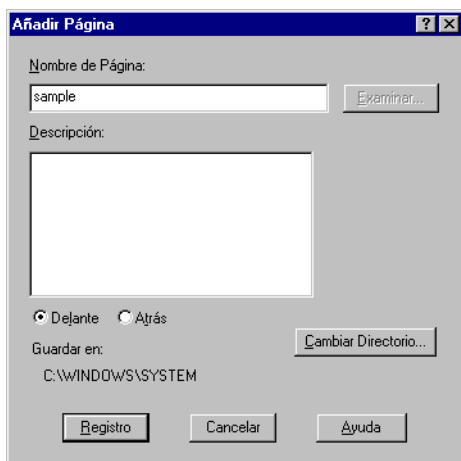 Añadir Página
Nombre de Página:
sample
Examinar...
Descripción:
Delante Atrás
Guardar en:
Cambiar Directorio...
C:\WINDOWS\SYSTEM
Registro Cancelar Ayuda